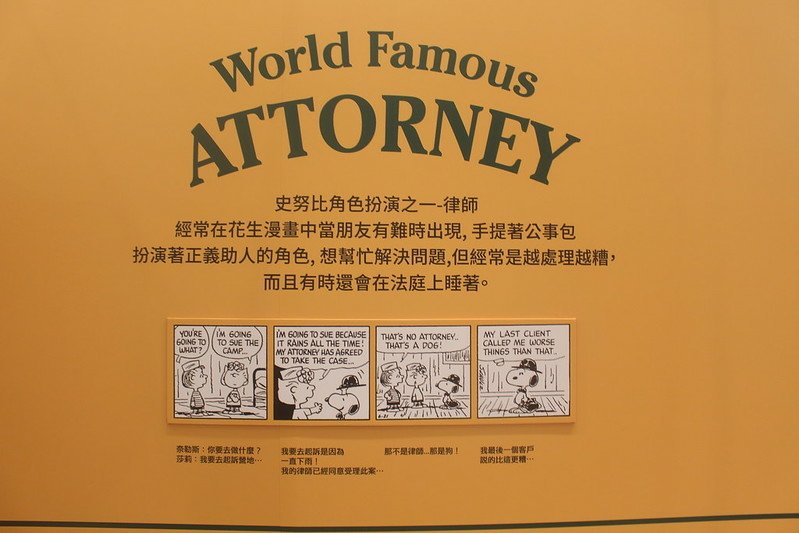 World Famous
ATTORNEY
史努比角色扮演之一-律師
經常在花生漫畫中當朋友有難時出現, 手提著公事包
扮演著正義助人的角色, 想幫忙解決問題,但經常是越處理越糟,
而且有時還會在法庭上睡著。
YOU'RE
GOING TO
WHAT?
I'M GOING
TO SUE THE
CAMP...
I'M GOING TO SUE BECAUSE
IT RAINS ALL THE TIME!
MY ATTORNEY HAS AGREED
TO TAKE THE CASE...
THAT'S NO ATTORNEY..
THAT'S A DOG!
6-21
MY LAST CLIENT
CALLED ME WORSE
THINGS THAN THAT..
奈勒斯：你要去做什麼？
莎莉：我要去起訴營地…
我要去起訴是因為
一直下雨！
我的律師已經同意受理此案…
那不是律師...那是狗！
我最後一個客戶
説的比這更糟…